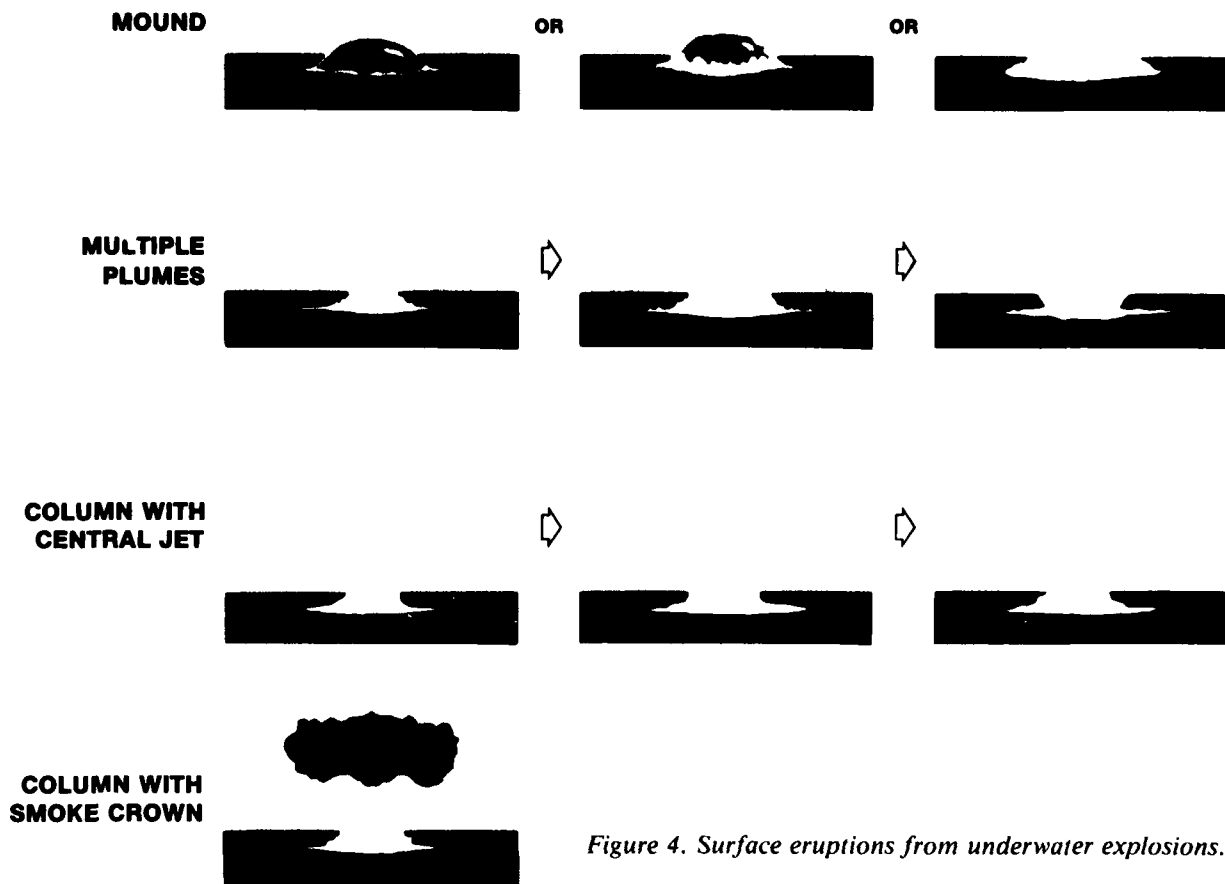 MOUND
OR
OR
MULTIPLE
PLUMES
COLUMN WITH
CENTRAL JET
COLUMN WITH
SMOKE CROWN
Figure 4. Surface eruptions from underwater explosions.